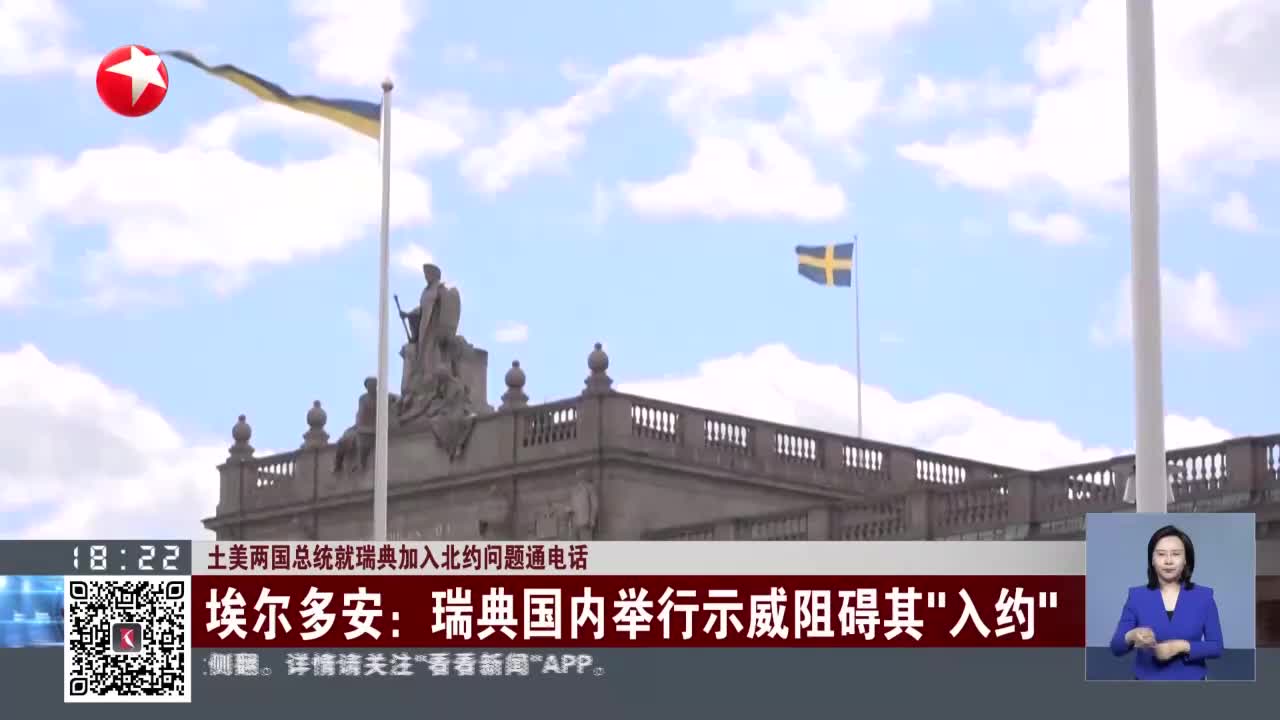 18:22
土美两国总统就瑞典加入北约问题通电话
埃尔多安：瑞典国内举行示威阻碍其"入约"
侧翻。详情请关注"看看新闻"APP。